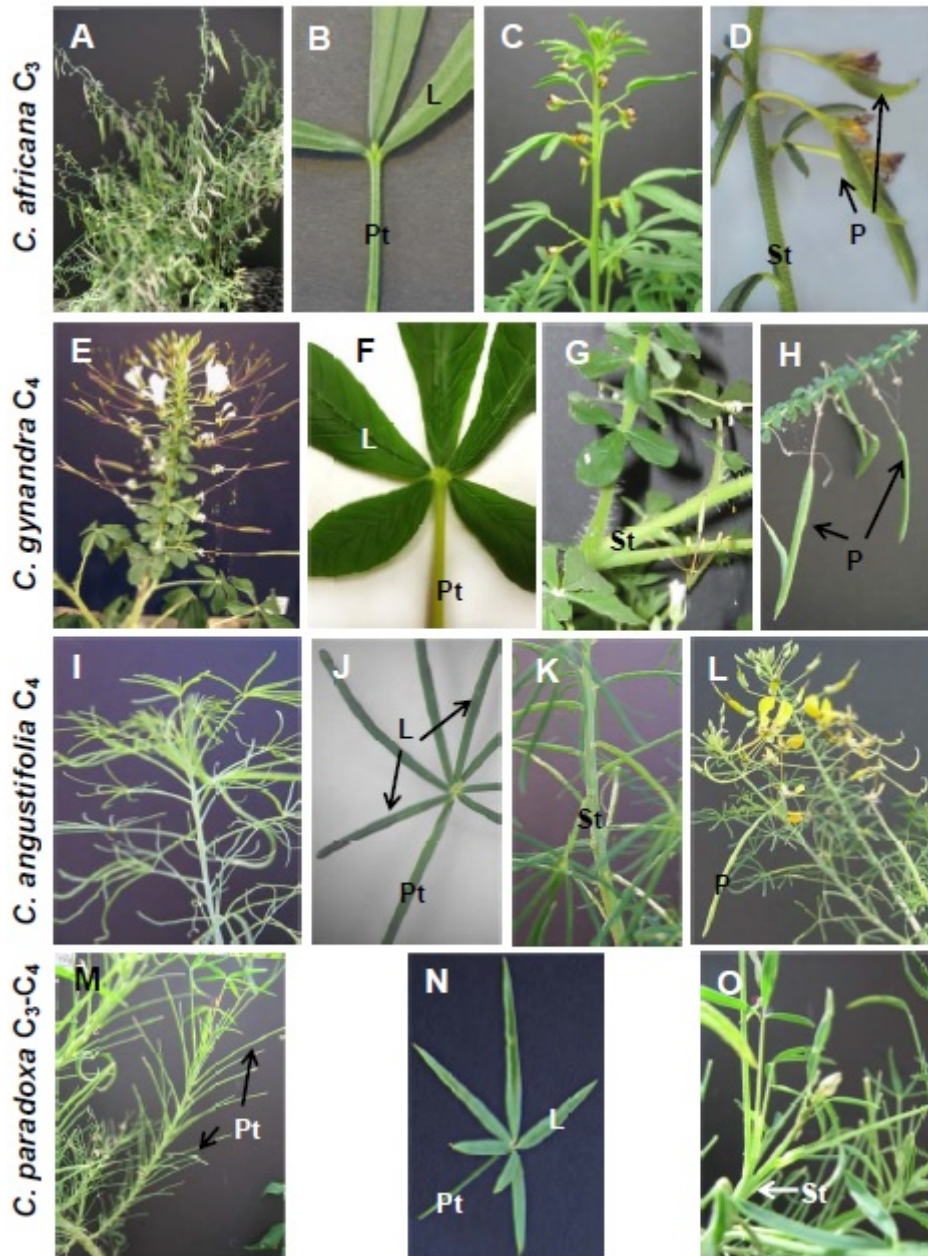 C. africana C₃
A
B
L
Pt
C
D
P
St
C. gynandra C₄
E
F
L
Pt
G
St
H
P
C. angustifolia C₄
I
J
L
Pt
K
St
L
P
C. paradoxa C₃-C₄
M
Pt
N
L
Pt
O
St